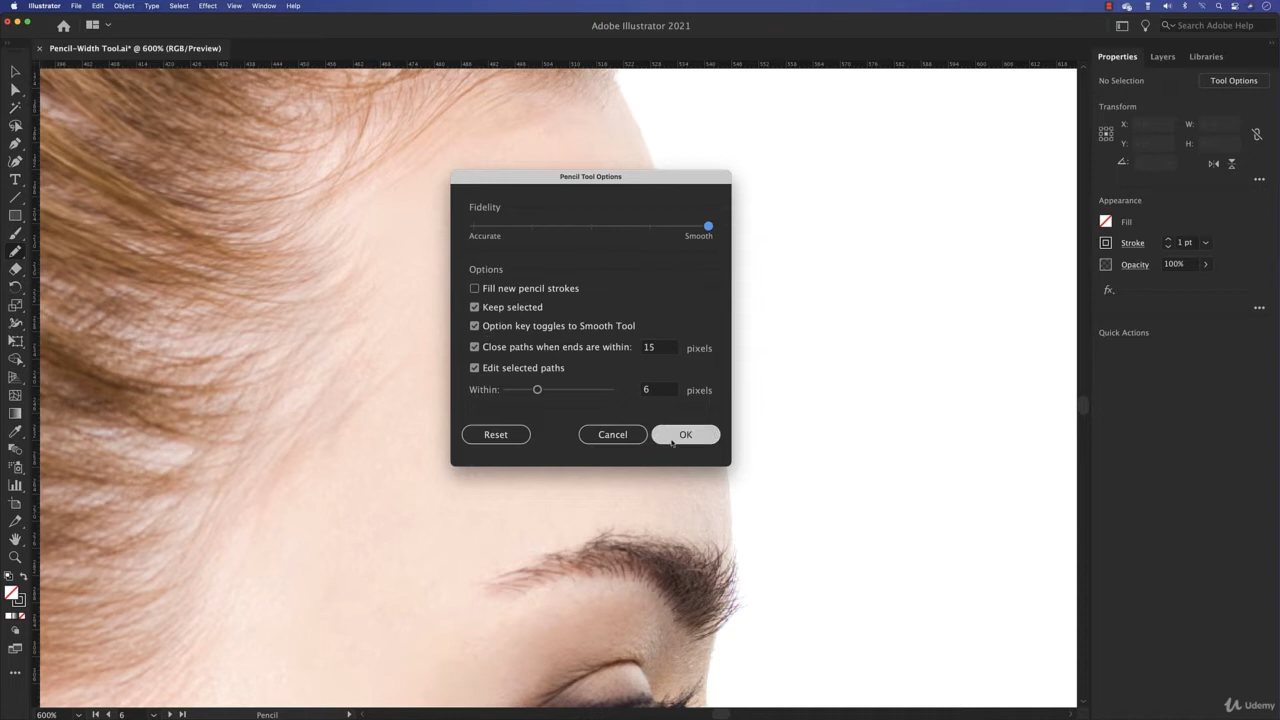 Illustrator File Edit Object Type Select Effect View Window Help
Adobe Illustrator 2021
Search Adobe Help
× Pencil-Width Tool.ai* @ 600% (RGB/Preview)
Properties Layers Libraries
No Selection
Tool Options
Transform
X: W:
Y: H:
Appearance
Fill
Stroke 1 pt
Opacity 100%
fx.
Quick Actions
Pencil Tool Options
Fidelity
Accurate Smooth
Options
Fill new pencil strokes
Keep selected
Option key toggles to Smooth Tool
Close paths when ends are within: 15 pixels
Edit selected paths
Within: 6 pixels
Reset Cancel OK
600% 6 Pencil
Udemy